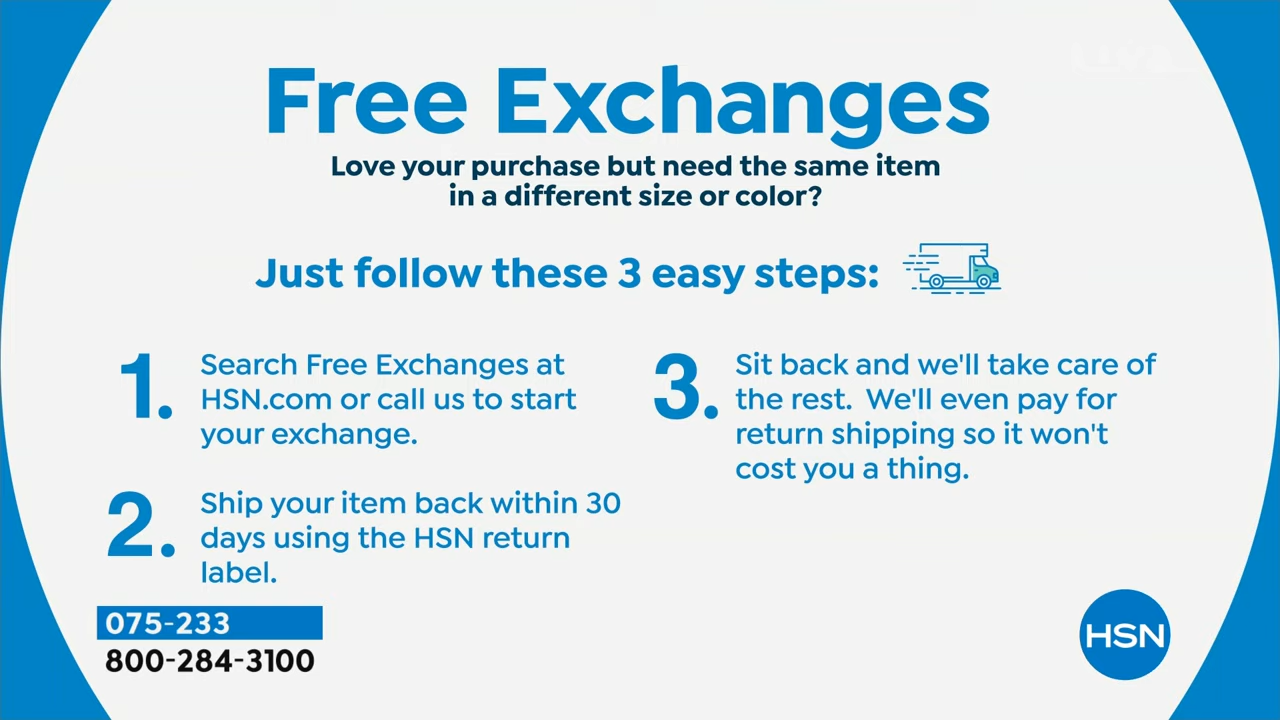 Free Exchanges
Love your purchase but need the same item
in a different size or color?
Just follow these 3 easy steps:
1. Search Free Exchanges at
HSN.com or call us to start
your exchange.
2. Ship your item back within 30
days using the HSN return
label.
3. Sit back and we'll take care of
the rest. We'll even pay for
return shipping so it won't
cost you a thing.
075-233
800-284-3100
HSN